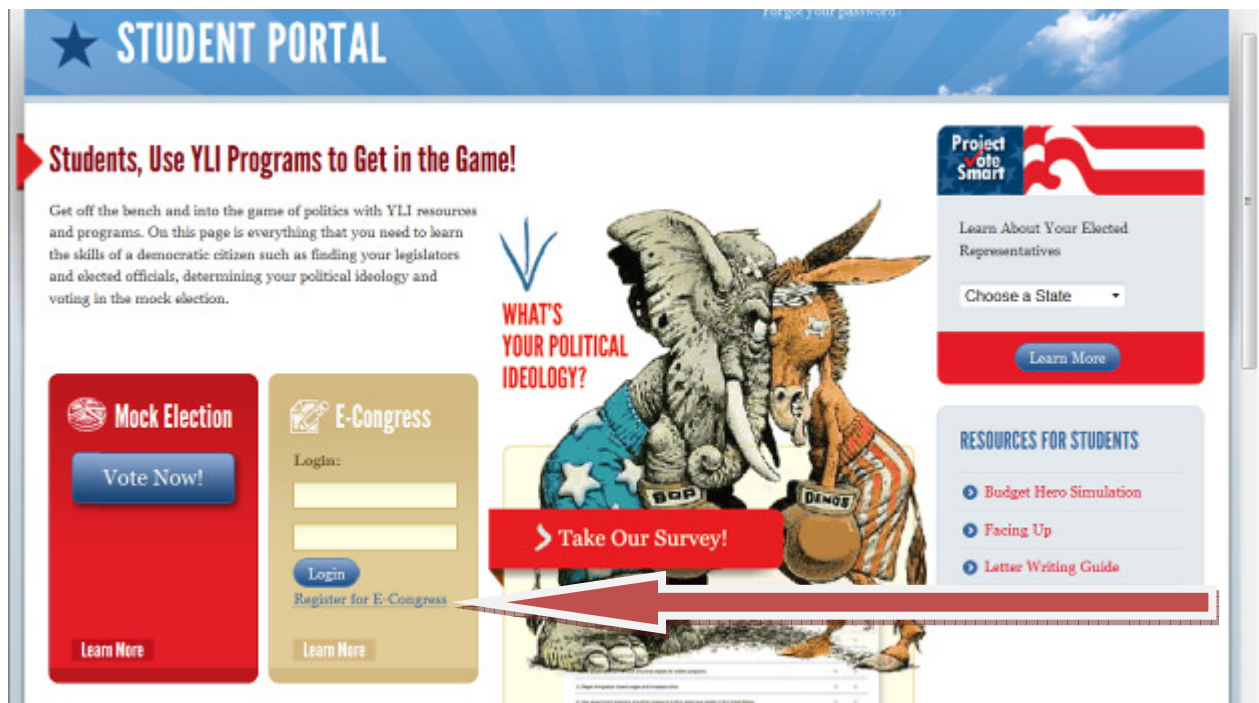 Forgot your password?
STUDENT PORTAL
Students, Use YLI Programs to Get in the Game!
Get off the bench and into the game of politics with YLI resources
and programs. On this page is everything that you need to learn
the skills of a democratic citizen such as finding your legislators
and elected officials, determining your political ideology and
voting in the mock election.
Mock Election
Vote Now!
Learn More
E-Congress
Login:
Login
Register for E-Congress
Learn More
WHAT'S
YOUR POLITICAL
IDEOLOGY?
GOP
DEMOS
Take Our Survey!
Project
Vote
Smart
Learn About Your Elected
Representatives
Choose a State
Learn More
RESOURCES FOR STUDENTS
Budget Hero Simulation
Facing Up
Letter Writing Guide